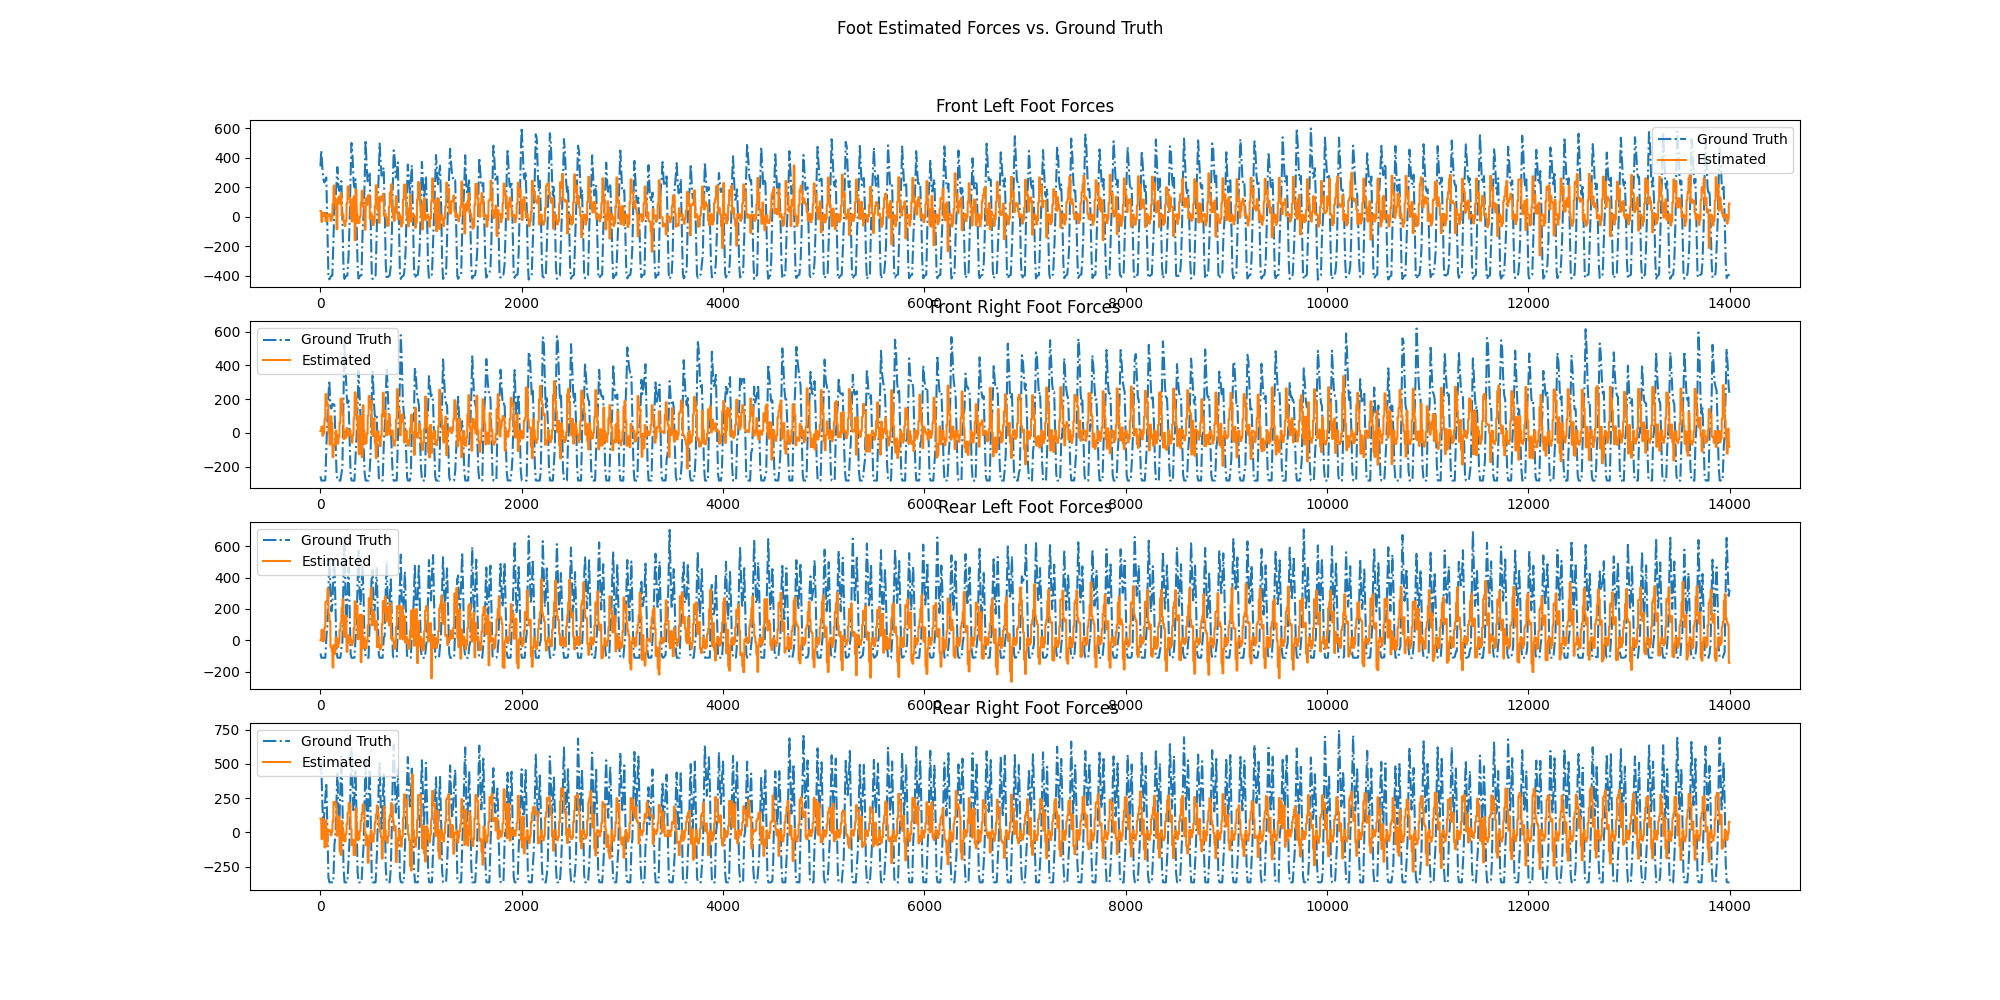 Foot Estimated Forces vs. Ground Truth
Front Left Foot Forces
600
400
200
0
−200
−400
Ground Truth
Estimated
0 2000 4000 6000 8000 10000 12000 14000
Front Right Foot Forces
600
400
200
0
−200
Ground Truth
Estimated
0 2000 4000 6000 8000 10000 12000 14000
Rear Left Foot Forces
600
400
200
0
−200
Ground Truth
Estimated
0 2000 4000 6000 8000 10000 12000 14000
Rear Right Foot Forces
750
500
250
0
−250
Ground Truth
Estimated
0 2000 4000 6000 8000 10000 12000 14000